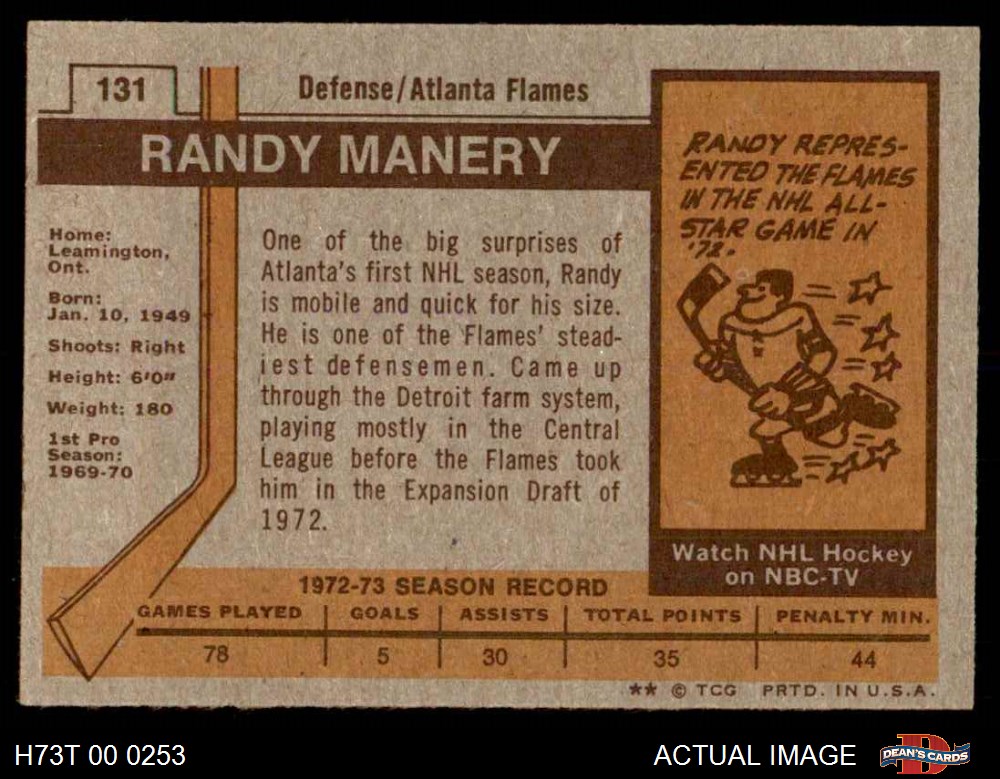 131
Defense/Atlanta Flames
RANDY MANERY
Home:
Leamington,
Ont.
Born:
Jan. 10, 1949
Shoots: Right
Height: 6'0"
Weight: 180
1st Pro
Season:
1969-70
One of the big surprises of
Atlanta's first NHL season, Randy
is mobile and quick for his size.
He is one of the Flames' stead-
iest defensemen. Came up
through the Detroit farm system,
playing mostly in the Central
League before the Flames took
him in the Expansion Draft of
1972.
RANDY REPRES-
ENTED THE FLAMES
IN THE NHL ALL-
STAR GAME IN
'72.
Watch NHL Hockey
on NBC-TV
1972-73 SEASON RECORD
GAMES PLAYED GOALS ASSISTS TOTAL POINTS PENALTY MIN.
78 5 30 35 44
** © TCG PRTD. IN U.S.A.
H73T 00 0253
ACTUAL IMAGE
D
DEAN'S CARDS